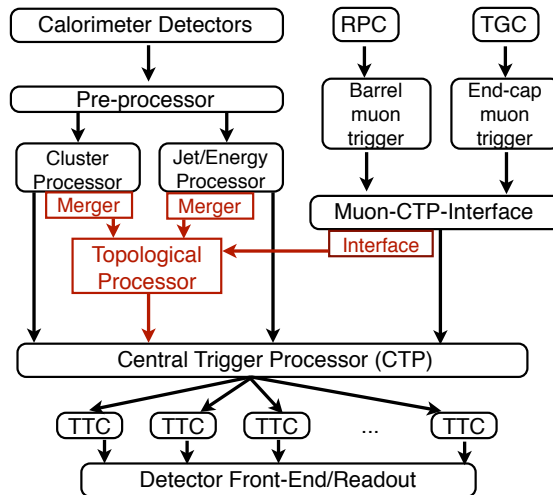 Calorimeter Detectors
RPC
TGC
Pre-processor
Barrel
muon
trigger
End-cap
muon
trigger
Cluster
Processor
Jet/Energy
Processor
Merger
Merger
Muon-CTP-Interface
Interface
Topological
Processor
Central Trigger Processor (CTP)
TTC
TTC
TTC
...
TTC
Detector Front-End/Readout